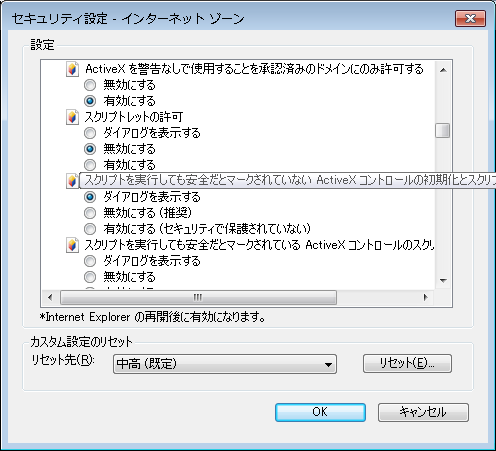 セキュリティ設定 - インターネット ゾーン
設定
ActiveX を警告なしで使用することを承認済みのドメインにのみ許可する
無効にする
有効にする
スクリプトレットの許可
ダイアログを表示する
無効にする
有効にする
スクリプトを実行しても安全だとマークされていない ActiveX コントロールの初期化とスクリプ
ダイアログを表示する
無効にする (推奨)
有効にする (セキュリティで保護されていない)
スクリプトを実行しても安全だとマークされている ActiveX コントロールのスクリ
ダイアログを表示する
無効にする
*Internet Explorer の再開後に有効になります。
カスタム設定のリセット
リセット先(R):
中高 (既定)
リセット(E)...
OK
キャンセル